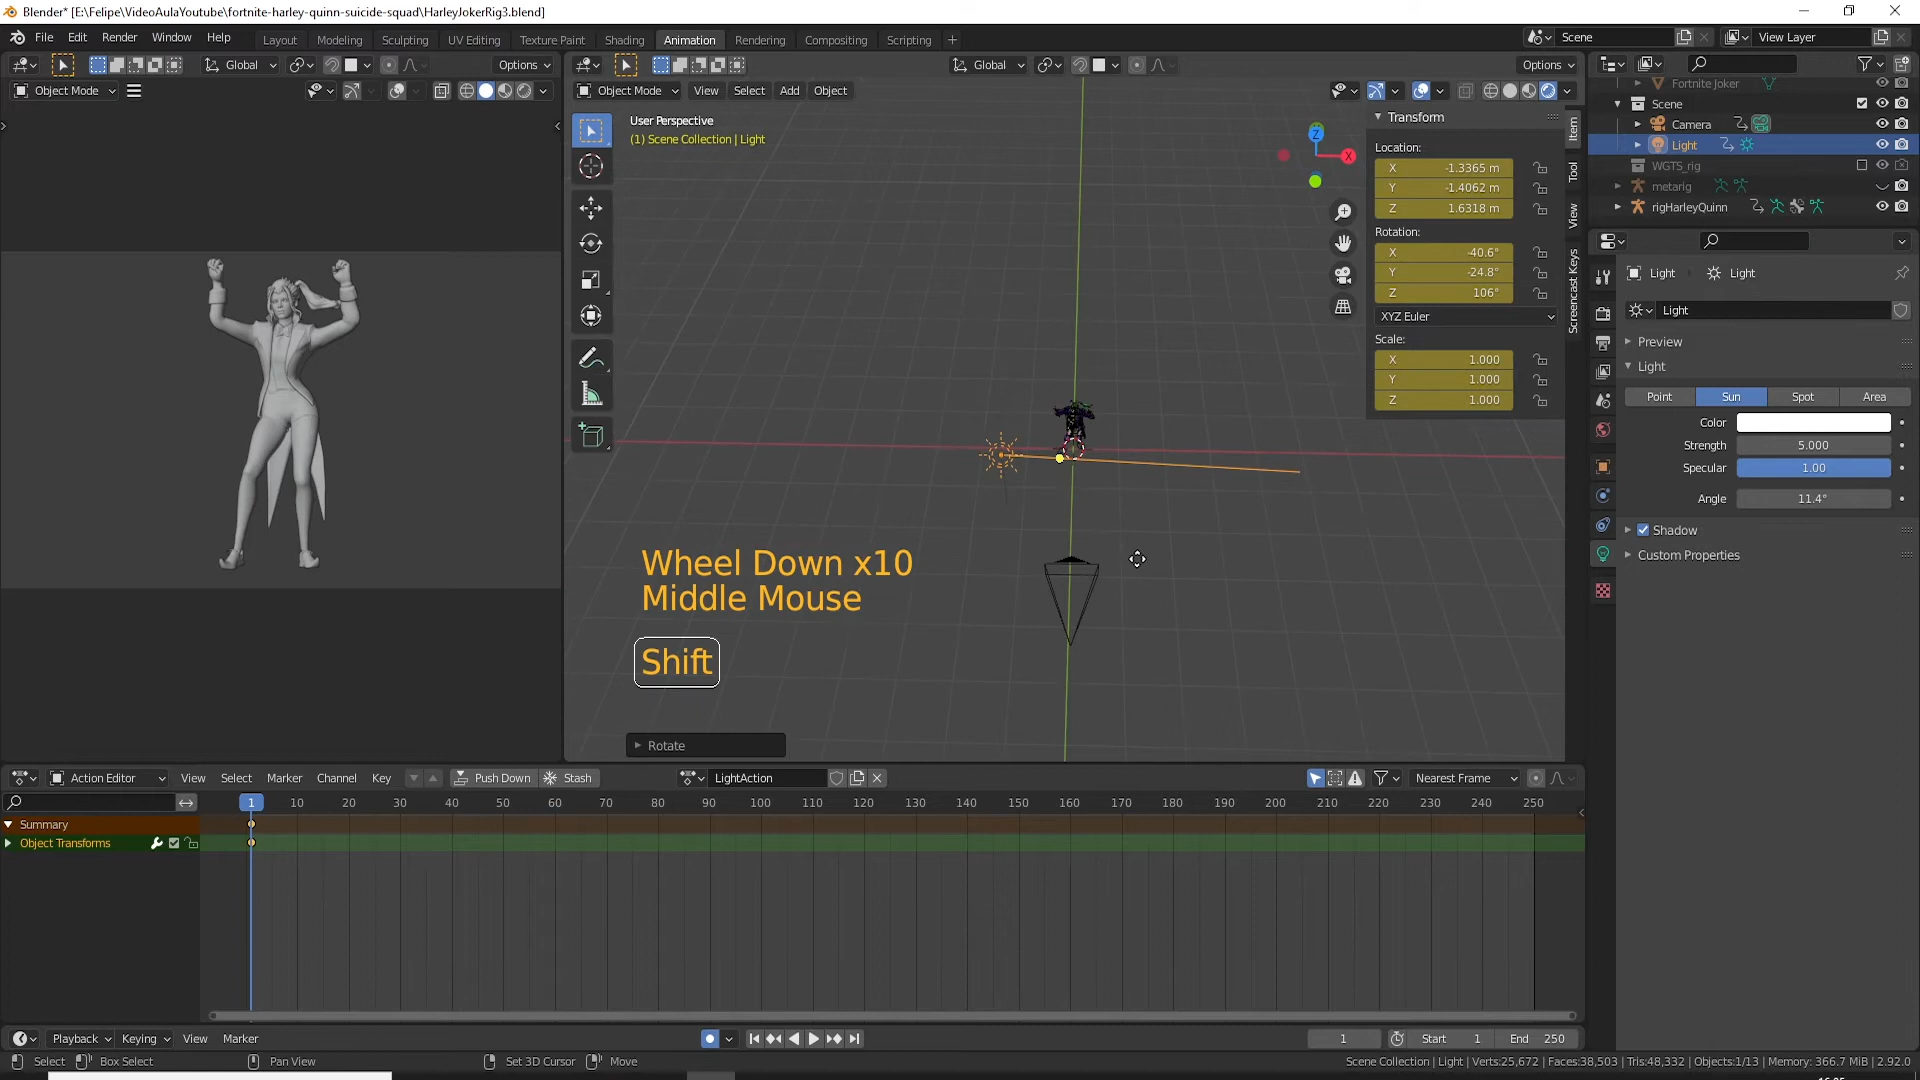 Blender* [E:\Felipe\VideoAulaYoutube\fortnite-harley-quinn-suicide-squad\HarleyJokerRig3.blend]
File Edit Render Window Help Layout Modeling Sculpting UV Editing Texture Paint Shading Animation Rendering Compositing Scripting + Scene View Layer
Global Options Global Options
Object Mode Object Mode View Select Add Object
Fortnite Joker
Scene
Camera
Light
WGTS_rig
metarig
rigHarleyQuinn
User Perspective
(1) Scene Collection | Light
Z
X
Transform
Location:
X -1.3365 m
Y -1.4062 m
Z 1.6318 m
Rotation:
X -40.6°
Y -24.8°
Z 106°
XYZ Euler
Scale:
X 1.000
Y 1.000
Z 1.000
Item
Tool
View
Screencast Keys
Light Light
Light
Preview
Light
Point Sun Spot Area
Color
Strength 5.000
Specular 1.00
Angle 11.4°
Shadow
Custom Properties
Wheel Down x10
Middle Mouse
Shift
Rotate
Action Editor View Select Marker Channel Key Push Down Stash LightAction Nearest Frame
1 10 20 30 40 50 60 70 80 90 100 110 120 130 140 150 160 170 180 190 200 210 220 230 240 250
Summary
Object Transforms
Playback Keying View Marker 1 Start 1 End 250
Select Box Select Pan View Set 3D Cursor Move Scene Collection | Light | Verts:25,672 | Faces:38,503 | Tris:48,332 | Objects:1/13 | Memory: 366.7 MiB | 2.92.0